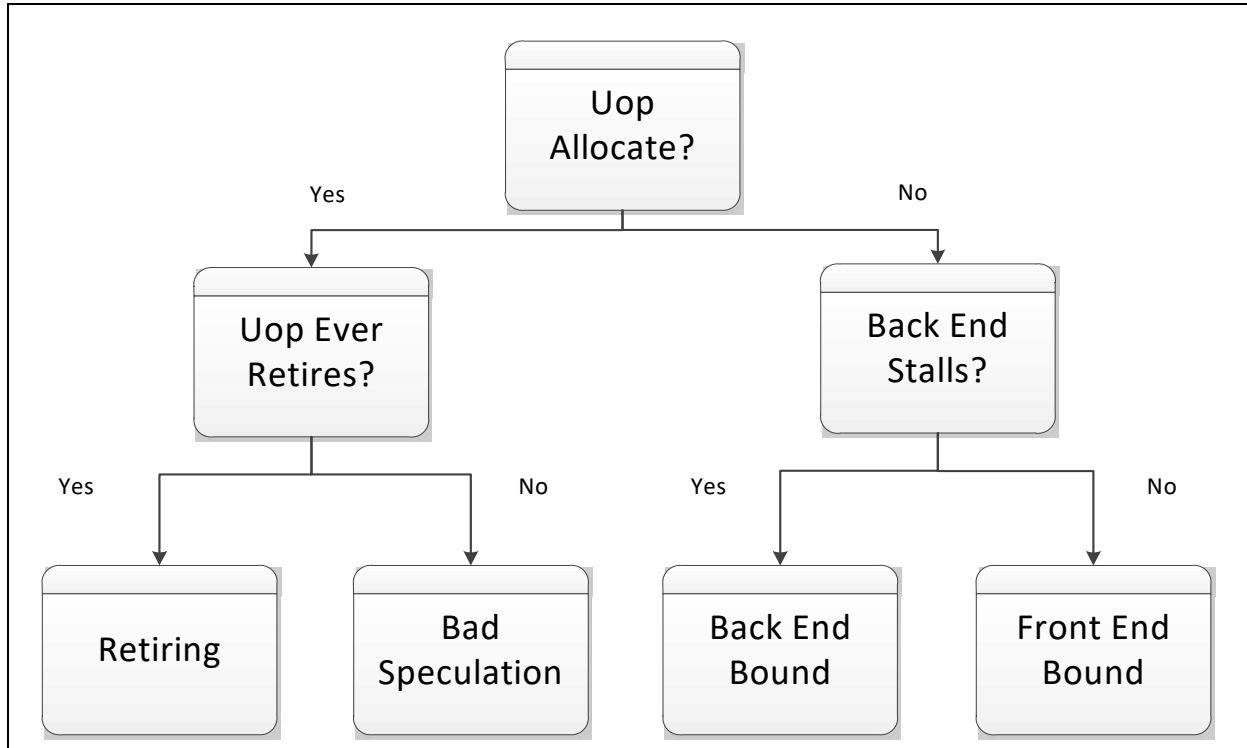 Uop
Allocate?
Yes
No
Uop Ever
Retires?
Back End
Stalls?
Yes
No
Yes
No
Retiring
Bad
Speculation
Back End
Bound
Front End
Bound